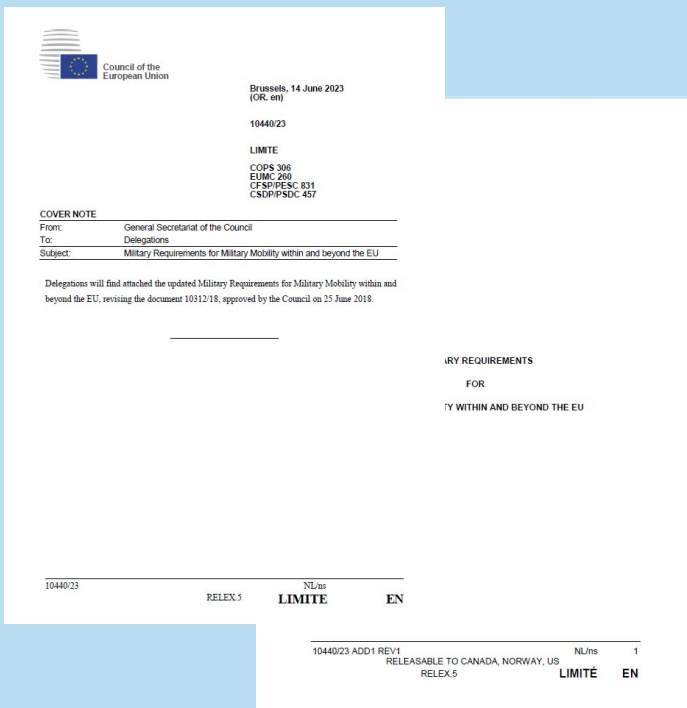 Council of the
European Union
Brussels, 14 June 2023
(OR. en)
10440/23
LIMITE
COPS 306
EUMC 260
CFSP/PESC 831
CSDP/PSDC 457
COVER NOTE
From: General Secretariat of the Council
To: Delegations
Subject: Military Requirements for Military Mobility within and beyond the EU
Delegations will find attached the updated Military Requirements for Military Mobility within and
beyond the EU, revising the document 10312/18, approved by the Council on 25 June 2018.
10440/23 NL/ns
RELEX.5 LIMITE EN
ARY REQUIREMENTS
FOR
TY WITHIN AND BEYOND THE EU
10440/23 ADD1 REV1 NL/ns 1
RELEASABLE TO CANADA, NORWAY, US
RELEX.5 LIMITÉ EN